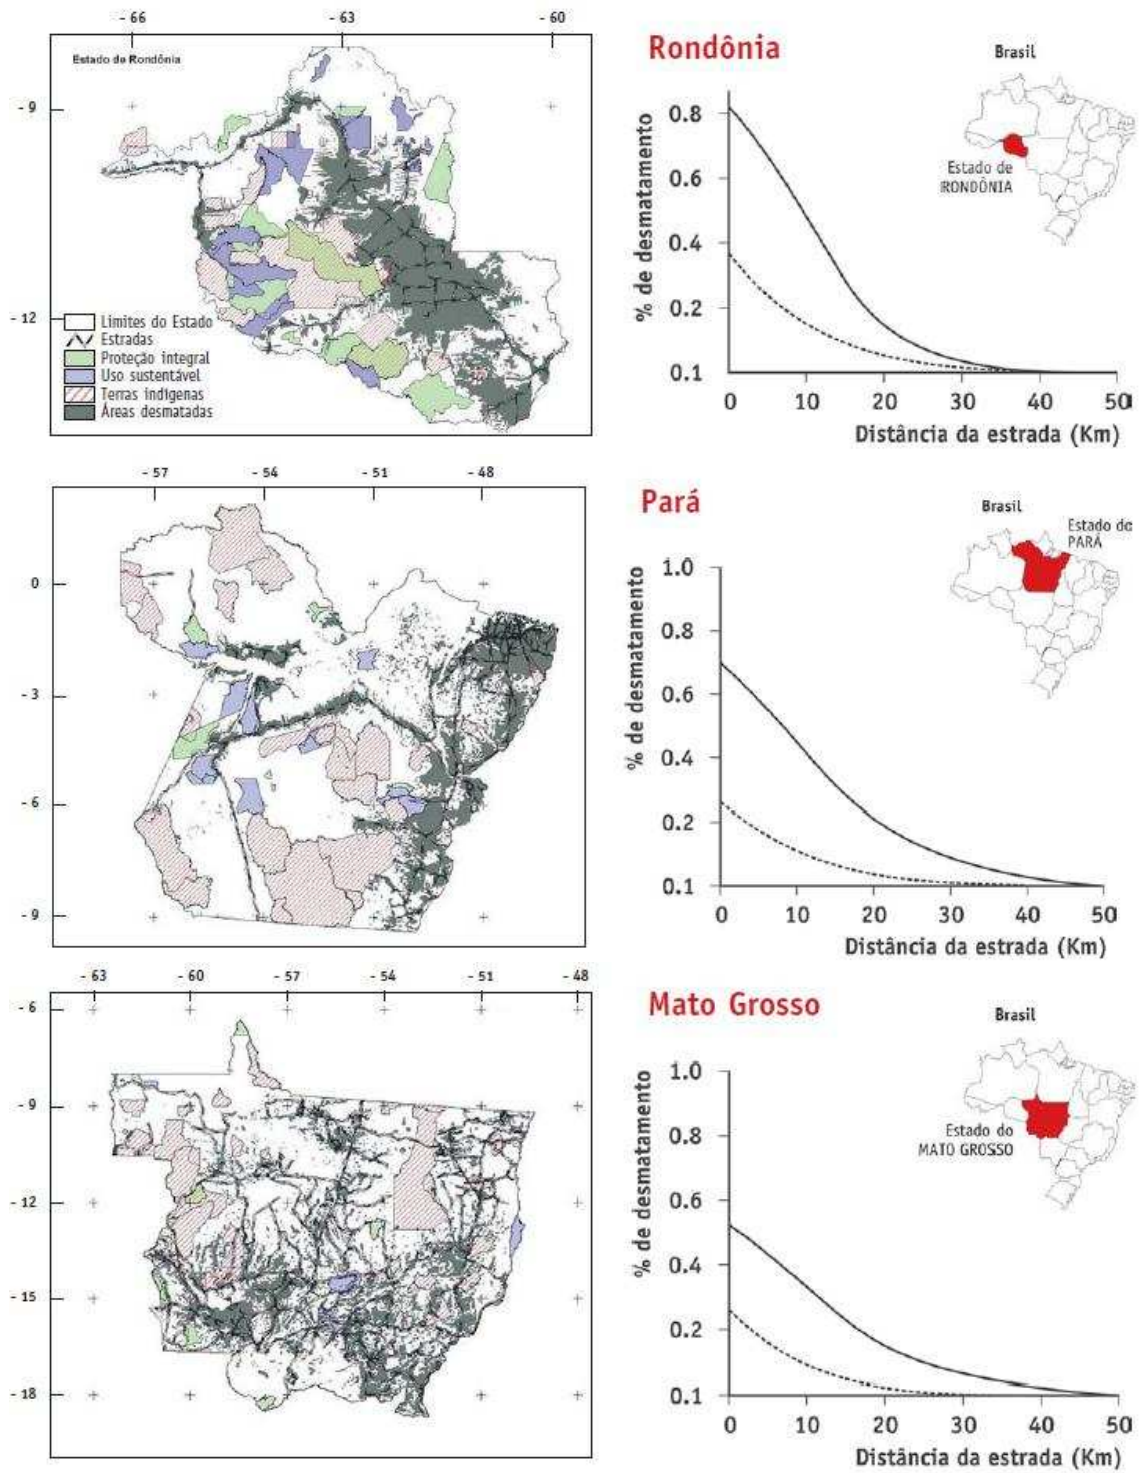 - 66 - 63 - 60
Estado de Rondônia
- 9
- 12
Limites do Estado
Estradas
Proteção integral
Uso sustentável
Terras indigenas
Áreas desmatadas
Rondônia
Brasil
Estado de
RONDÔNIA
% de desmatamento
0.8
0.6
0.4
0.2
0.1
0 10 20 30 40 50
Distância da estrada (Km)
- 57 - 54 - 51 - 48
0
- 3
- 6
- 9
Pará
Brasil
Estado do
PARÁ
% de desmatamento
1.0
0.8
0.6
0.4
0.2
0.1
0 10 20 30 40 50
Distância da estrada (Km)
- 63 - 60 - 57 - 54 - 51 - 48
- 6
- 9
- 12
- 15
- 18
Mato Grosso
Brasil
Estado do
MATO GROSSO
% de desmatamento
1.0
0.8
0.6
0.4
0.2
0.1
0 10 20 30 40 50
Distância da estrada (Km)